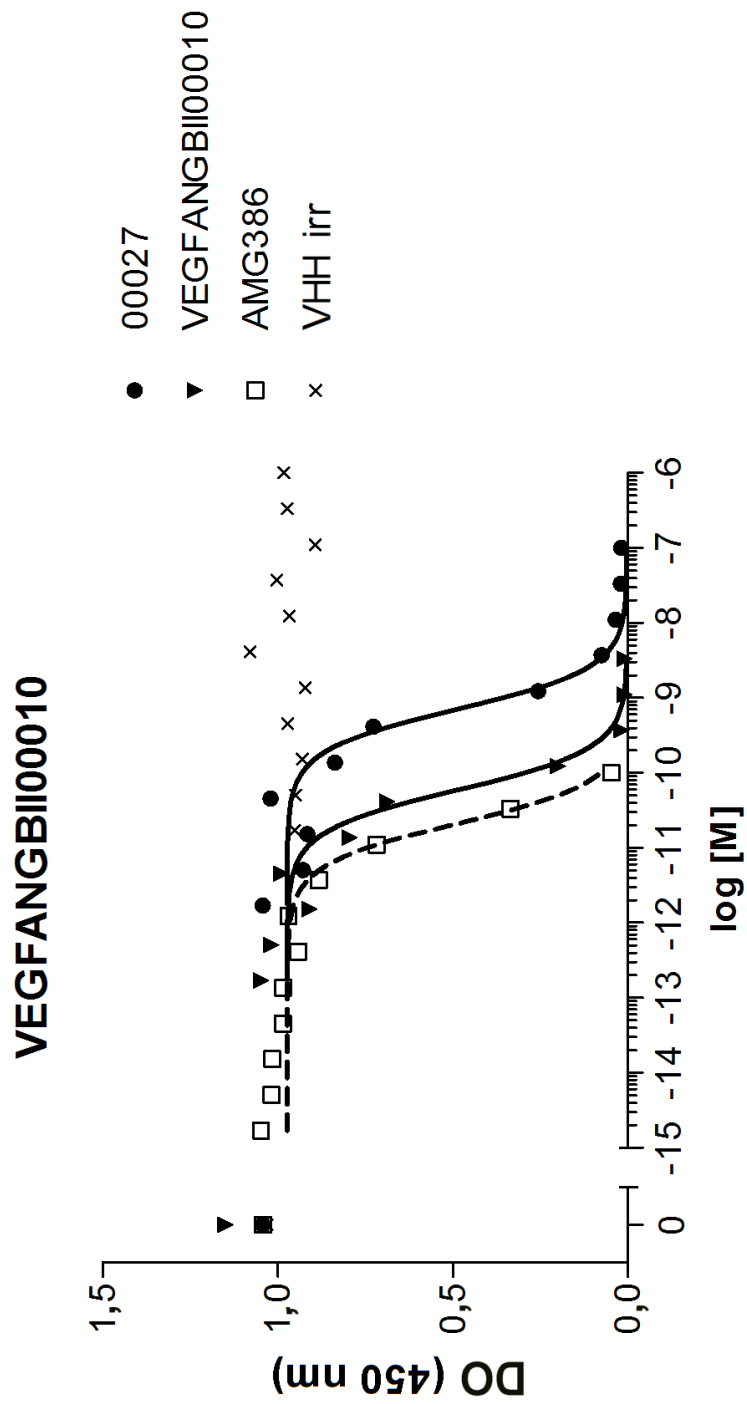 VEGFANGBII00010
00027
VEGFANGBII00010
AMG386
VHH irr
DO (450 nm)
1,5
1,0
0,5
0,0
0 -15 -14 -13 -12 -11 -10 -9 -8 -7 -6
log [M]